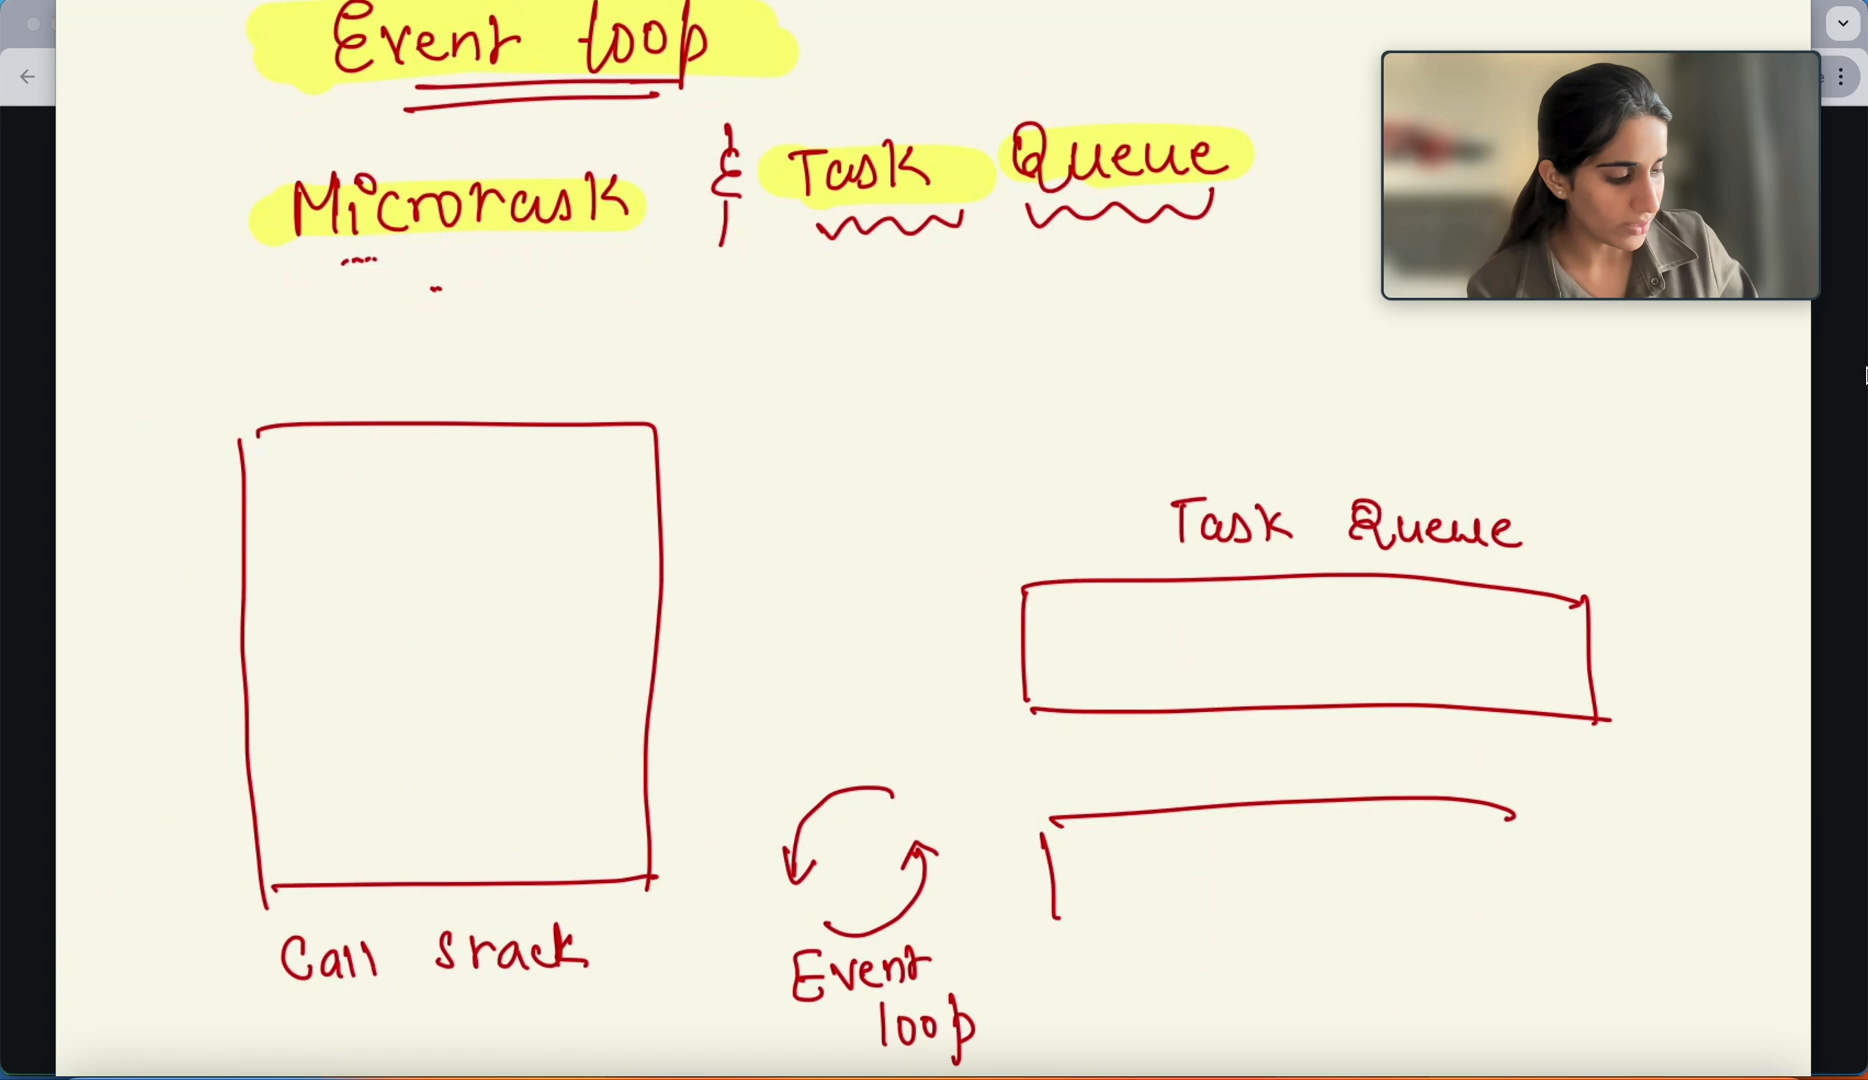 Event loop
Microtask & Task Queue
Task Queue
Call stack
Event
loop